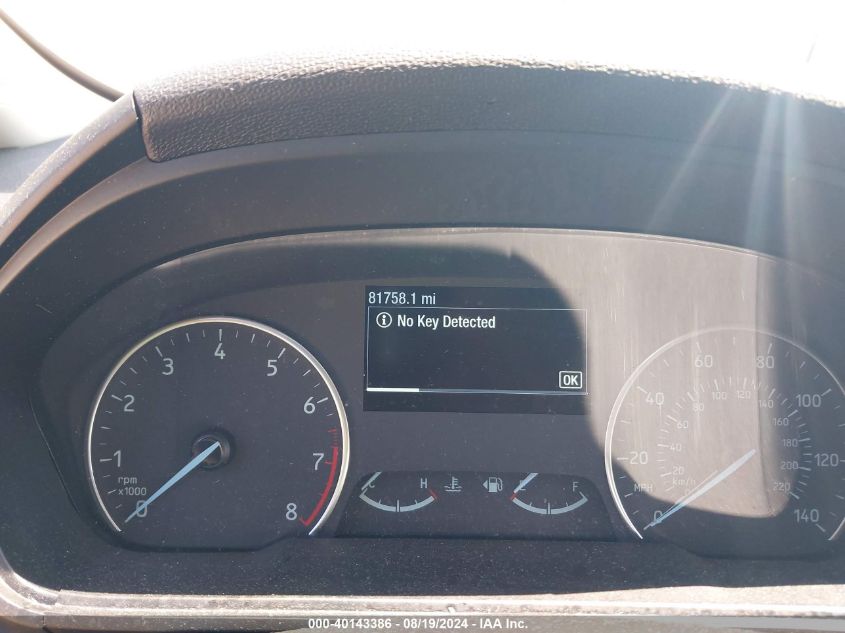 81758.1 mi
No Key Detected
OK
0 1 2 3 4 5 6 7 8
rpm
x1000
C H
E F
0 20 40 60 80 100 120 140
MPH
20 40 60 80 100 120 140 160 180 200 220
km/h
000-40143386 - 08/19/2024 - IAA Inc.